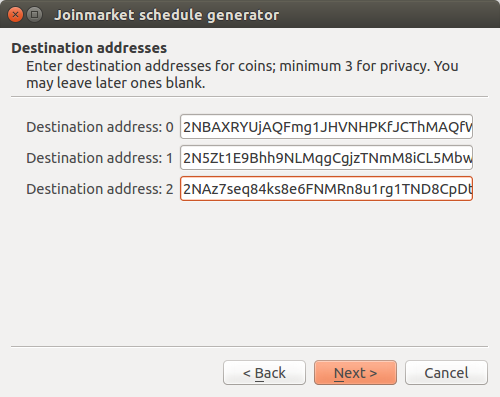 Joinmarket schedule generator
Destination addresses
Enter destination addresses for coins; minimum 3 for privacy. You
may leave later ones blank.
Destination address: 0 2NBAXRYUjAQFmg1JHVNHPKfJCThMAQfW
Destination address: 1 2N5Zt1E9Bhh9NLMqgCgjzTNmM8iCL5Mbw
Destination address: 2 2NAz7seq84ks8e6FNMRn8u1rg1TND8CpDt
< Back
Next >
Cancel